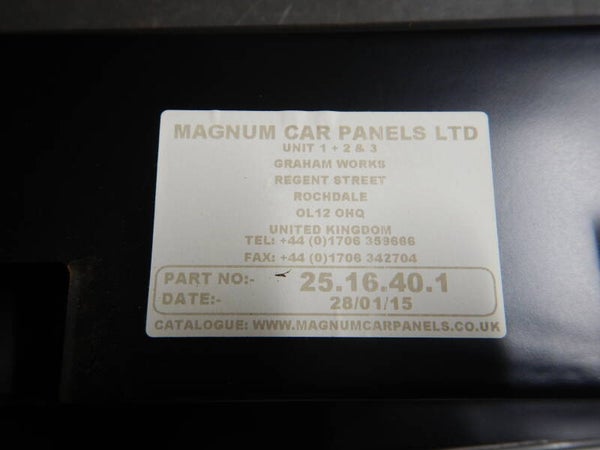 MAGNUM CAR PANELS LTD
UNIT 1 + 2 & 3
GRAHAM WORKS
REGENT STREET
ROCHDALE
OL12 OHQ
UNITED KINGDOM
TEL: +44 (0)1706 359666
FAX: +44 (0)1706 342704
PART NO:- 25.16.40.1
DATE:- 28/01/15
CATALOGUE: WWW.MAGNUMCARPANELS.CO.UK